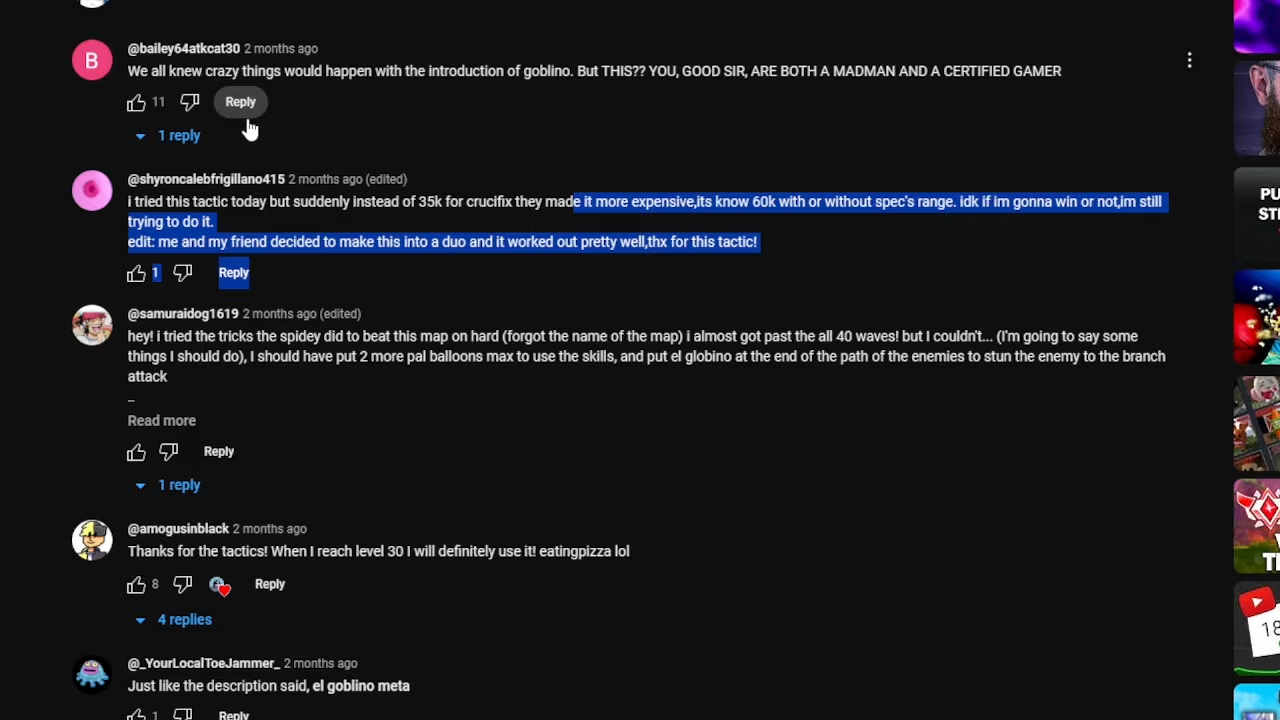 @bailey64atkcat30 2 months ago
We all knew crazy things would happen with the introduction of goblino. But THIS?? YOU, GOOD SIR, ARE BOTH A MADMAN AND A CERTIFIED GAMER
B
11 Reply
1 reply
@shyroncalebfrigillano415 2 months ago (edited)
i tried this tactic today but suddenly instead of 35k for crucifix they made it more expensive,its know 60k with or without spec's range. idk if im gonna win or not,im still
trying to do it.
edit: me and my friend decided to make this into a duo and it worked out pretty well,thx for this tactic!
1 Reply
@samuraidog1619 2 months ago (edited)
hey! i tried the tricks the spidey did to beat this map on hard (forgot the name of the map) i almost got past the all 40 waves! but I couldn't... (I'm going to say some
things I should do), I should have put 2 more pal balloons max to use the skills, and put el globino at the end of the path of the enemies to stun the enemy to the branch
attack
_
Read more
Reply
1 reply
@amogusinblack 2 months ago
Thanks for the tactics! When I reach level 30 I will definitely use it! eatingpizza lol
8 Reply
4 replies
@_YourLocalToeJammer_ 2 months ago
Just like the description said, el goblino meta
1 Reply
PU
ST
18